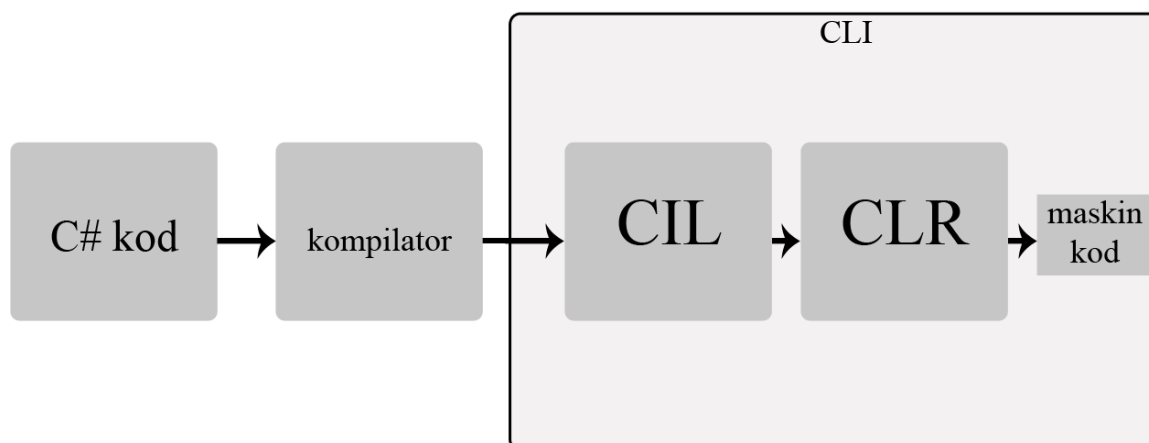 CLI
C# kod
kompilator
CIL
CLR
maskin
kod